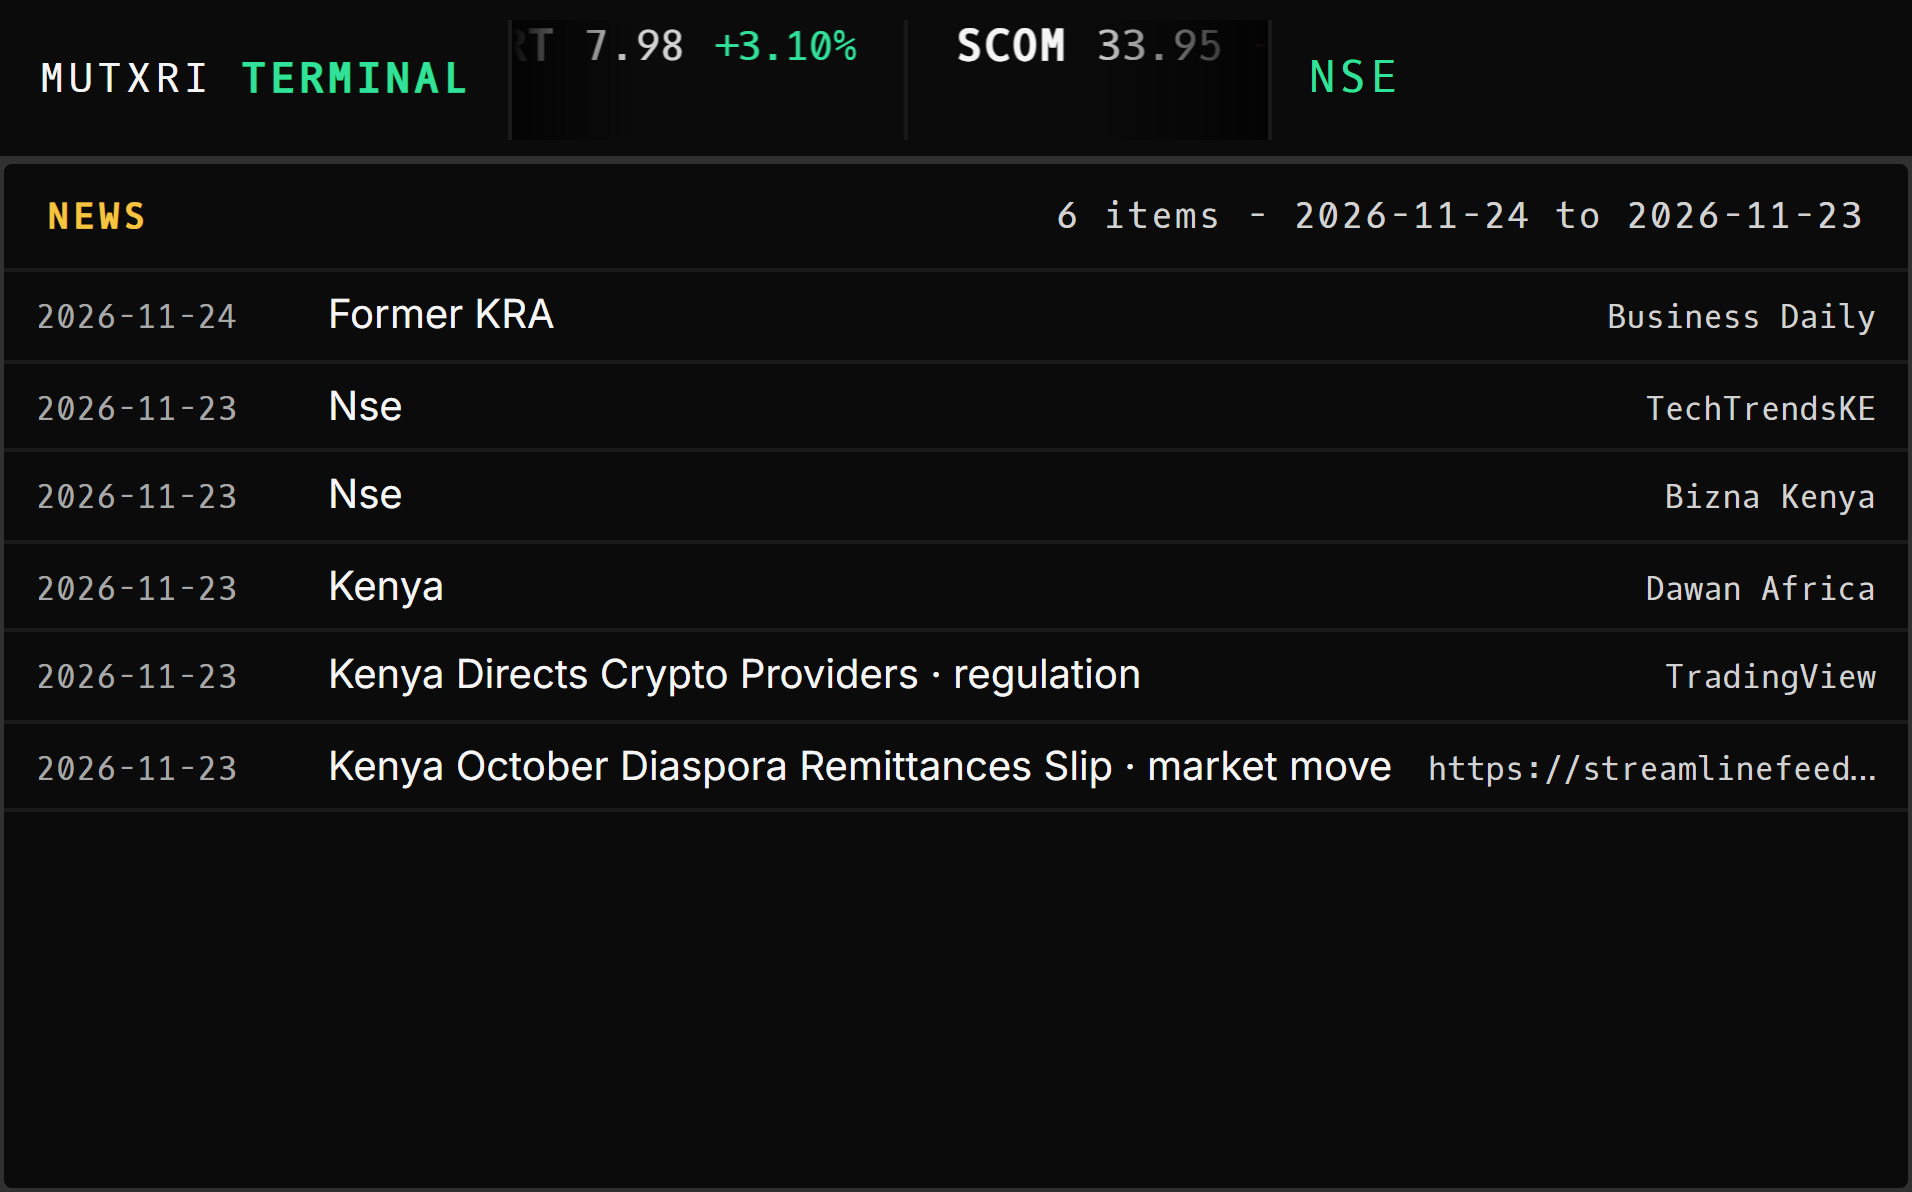 MUTXRI TERMINAL
7.98 +3.10%
SCOM 33.95
NSE
NEWS
6 items - 2026-11-24 to 2026-11-23
2026-11-24 Former KRA Business Daily
2026-11-23 Nse TechTrendsKE
2026-11-23 Nse Bizna Kenya
2026-11-23 Kenya Dawan Africa
2026-11-23 Kenya Directs Crypto Providers · regulation TradingView
2026-11-23 Kenya October Diaspora Remittances Slip · market move https://streamlinefeed...